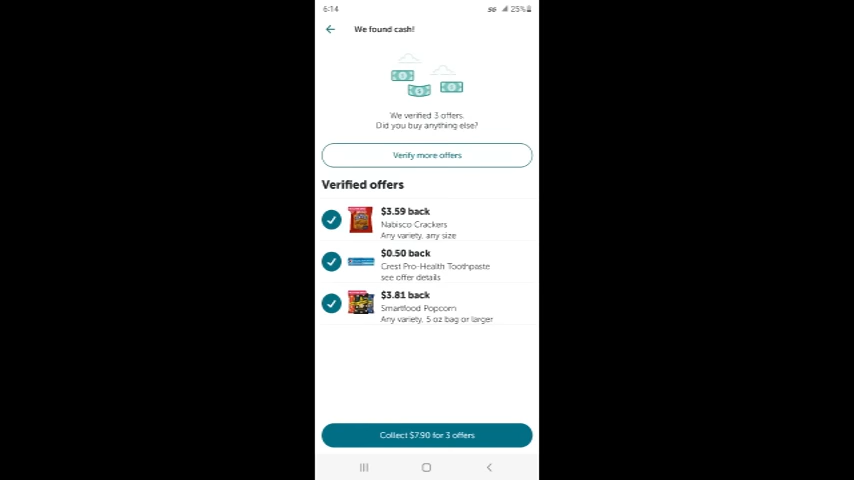 6:14
5G 25%
We found cash!
We verified 3 offers.
Did you buy anything else?
Verify more offers
Verified offers
$3.59 back
Nabisco Crackers
Any variety, any size
$0.50 back
Crest Pro-Health Toothpaste
see offer details
$3.81 back
Smartfood Popcorn
Any variety, 5 oz bag or larger
Collect $7.90 for 3 offers